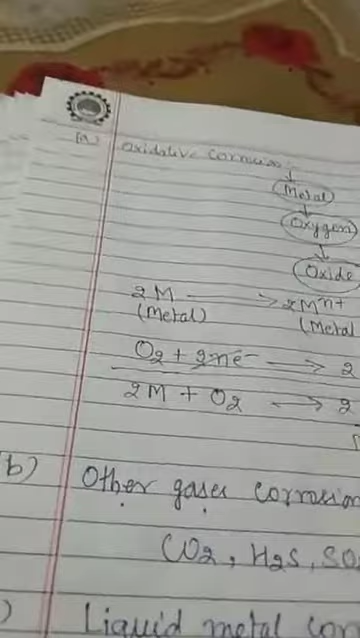 (a) Oxidative corrosion:
Metal
Oxygen
Oxide
2M → 2Mⁿ⁺
(Metal) (Metal
O₂ + 2ne⁻ → 2
2M + O₂ → 2
b) Other gases corrosion
CO₂, H₂S, SO
) Liquid metal cor